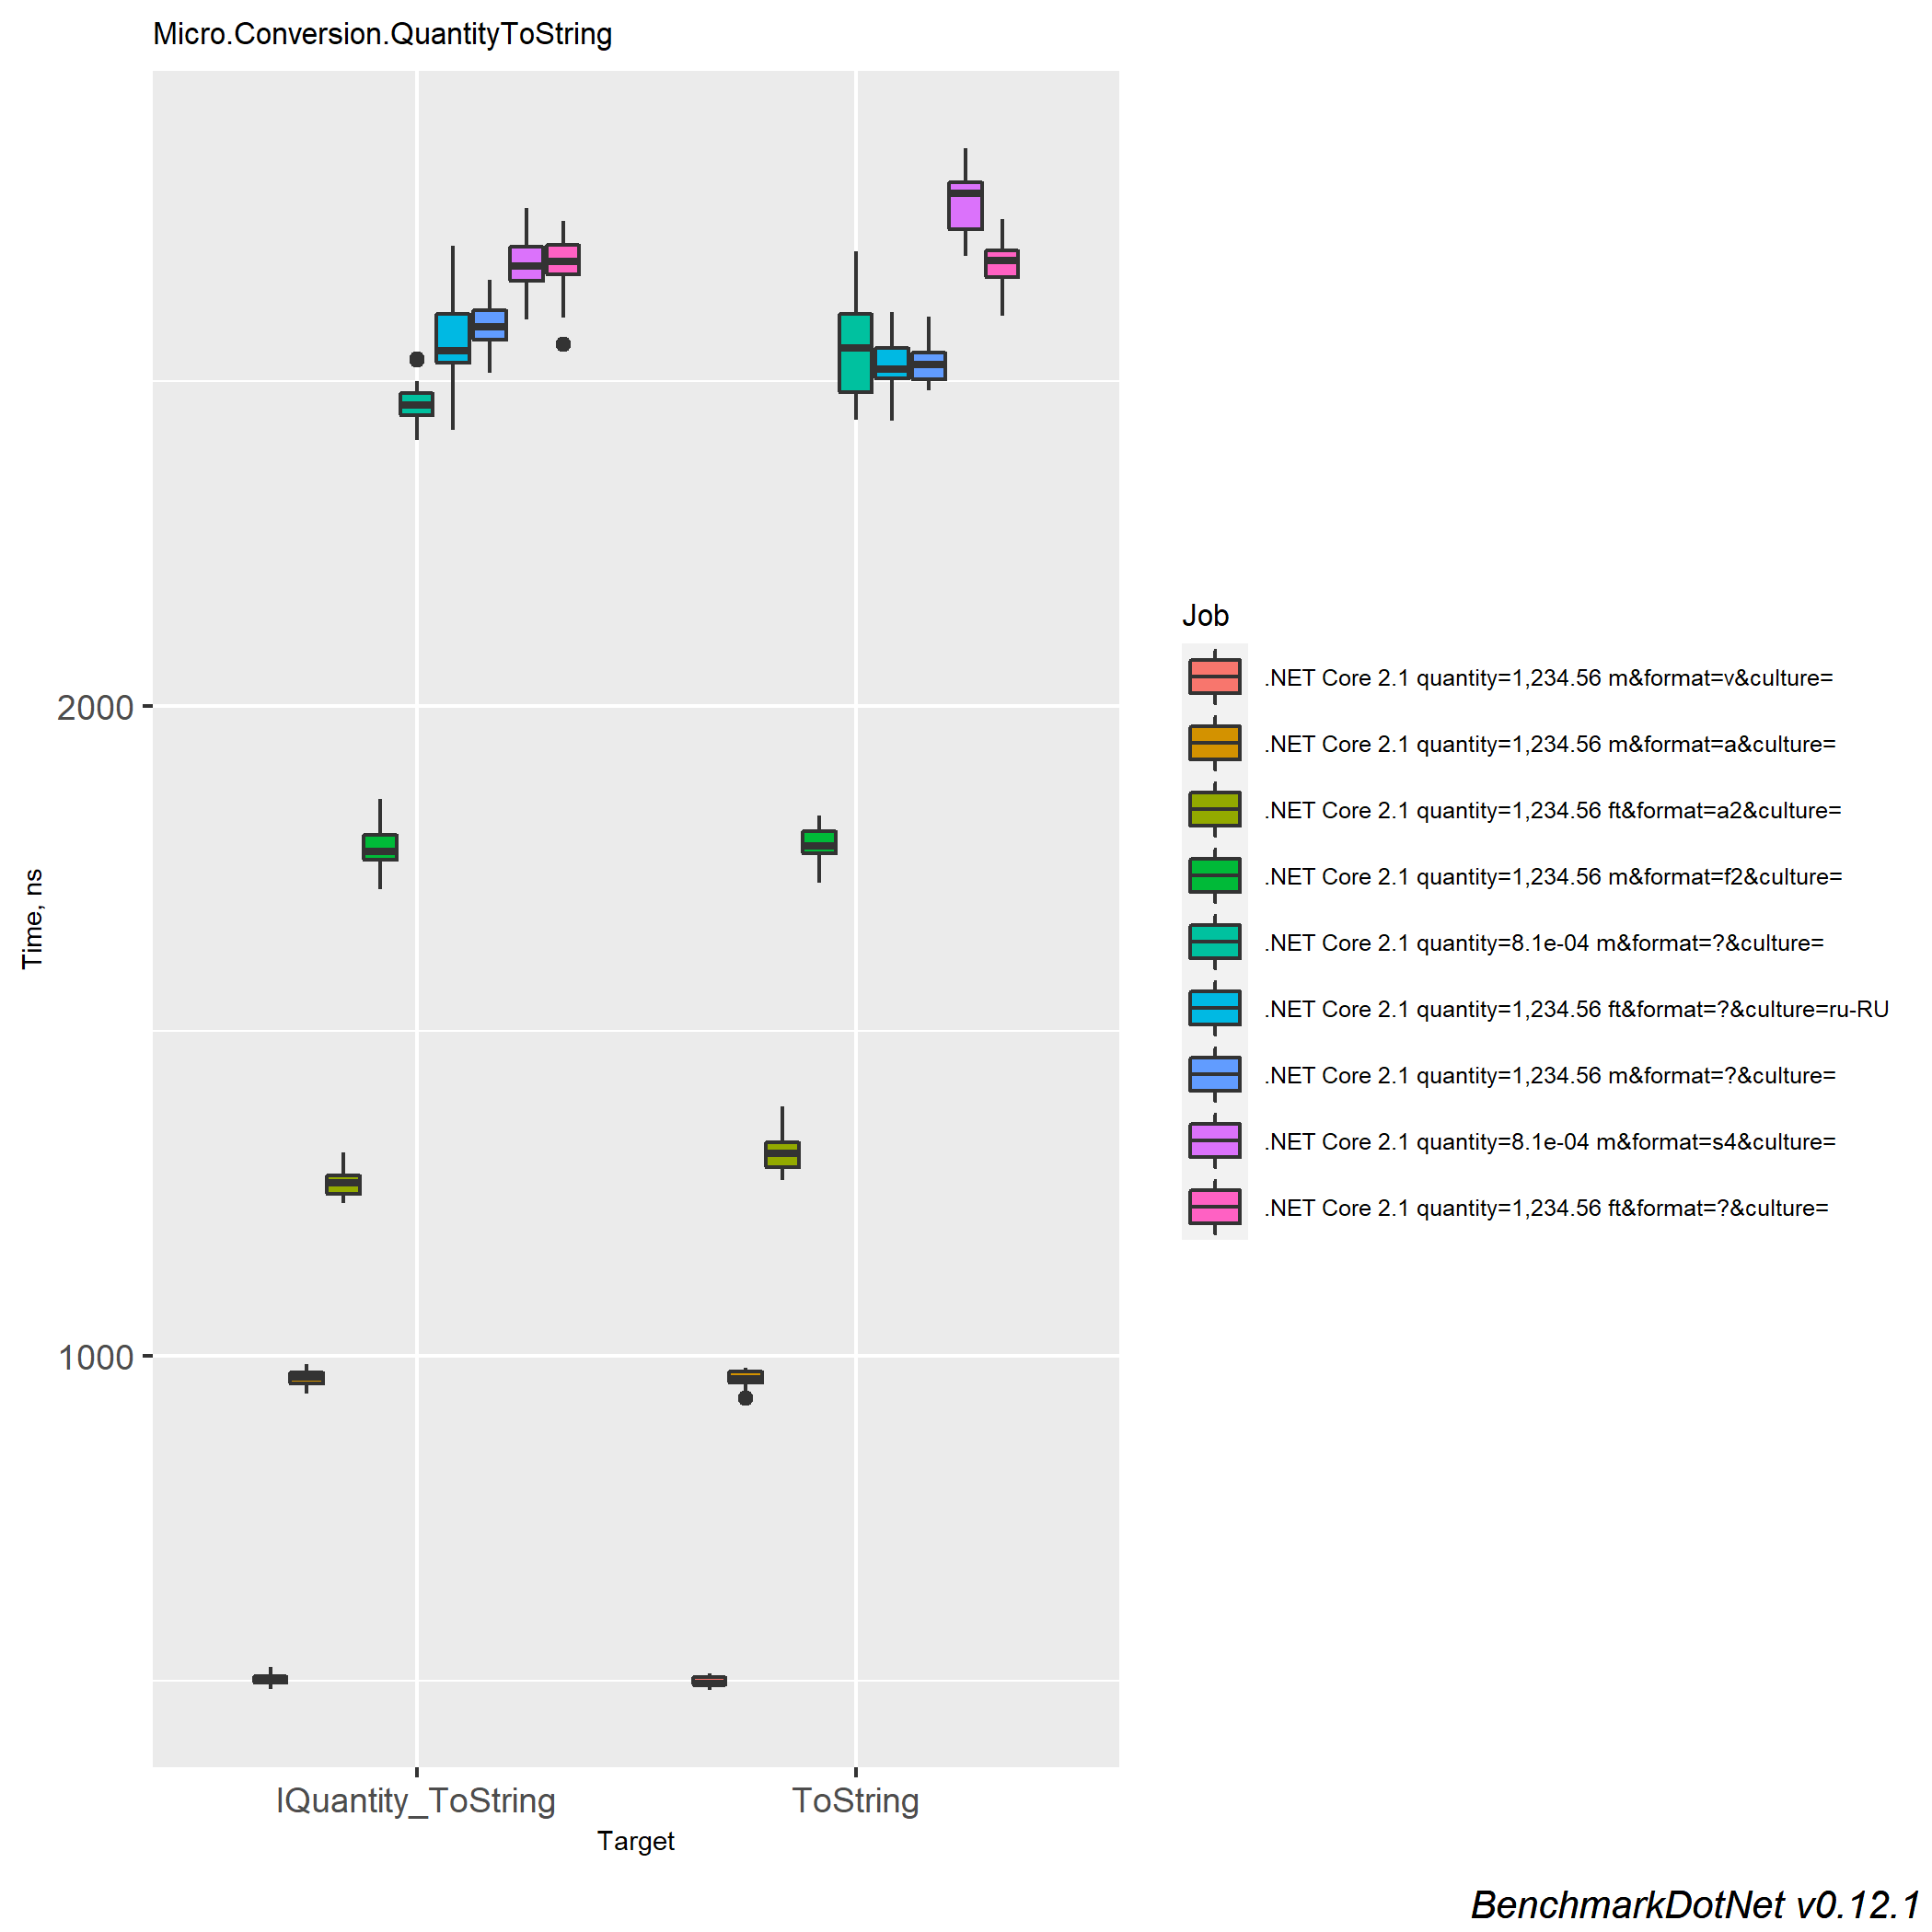 Micro.Conversion.QuantityToString
Time, ns
2000
1000
IQuantity_ToString
ToString
Target
Job
.NET Core 2.1 quantity=1,234.56 m&format=v&culture=
.NET Core 2.1 quantity=1,234.56 m&format=a&culture=
.NET Core 2.1 quantity=1,234.56 ft&format=a2&culture=
.NET Core 2.1 quantity=1,234.56 m&format=f2&culture=
.NET Core 2.1 quantity=8.1e-04 m&format=?&culture=
.NET Core 2.1 quantity=1,234.56 ft&format=?&culture=ru-RU
.NET Core 2.1 quantity=1,234.56 m&format=?&culture=
.NET Core 2.1 quantity=8.1e-04 m&format=s4&culture=
.NET Core 2.1 quantity=1,234.56 ft&format=?&culture=
BenchmarkDotNet v0.12.1